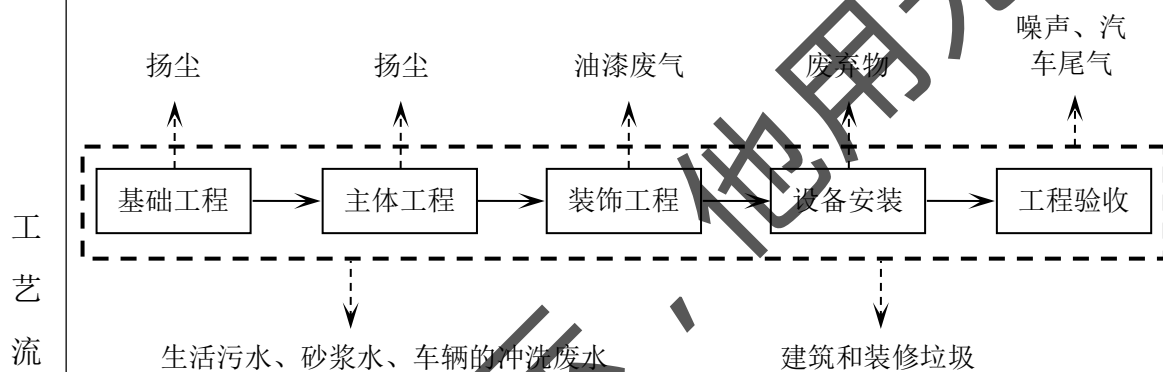 噪声、汽
车尾气
扬尘
扬尘
油漆废气
废弃物
基础工程
主体工程
装饰工程
设备安装
工程验收
工
艺
流
生活污水、砂浆水、车辆的冲洗废水
建筑和装修垃圾
，他用